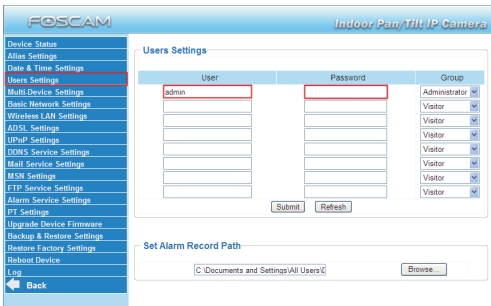 FOSCAM
Indoor Pan/Tilt IP Camera
Device Status
Alias Settings
Date & Time Settings
Users Settings
Multi-Device Settings
Basic Network Settings
Wireless LAN Settings
ADSL Settings
UPnP Settings
DDNS Service Settings
Mail Service Settings
MSN Settings
FTP Service Settings
Alarm Service Settings
PT Settings
Upgrade Device Firmware
Backup & Restore Settings
Restore Factory Settings
Reboot Device
Log
Back
Users Settings
User Password Group
admin Administrator
Visitor
Visitor
Visitor
Visitor
Visitor
Visitor
Visitor
Submit Refresh
Set Alarm Record Path
C:\Documents and Settings\All Users\D Browse...